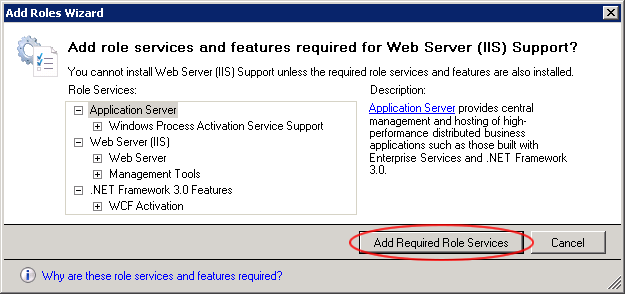 Add Roles Wizard
Add role services and features required for Web Server (IIS) Support?
You cannot install Web Server (IIS) Support unless the required role services and features are also installed.
Role Services:
Application Server
Windows Process Activation Service Support
Web Server (IIS)
Web Server
Management Tools
.NET Framework 3.0 Features
WCF Activation
Description:
Application Server provides central
management and hosting of high-
performance distributed business
applications such as those built with
Enterprise Services and .NET Framework
3.0.
Add Required Role Services
Cancel
Why are these role services and features required?